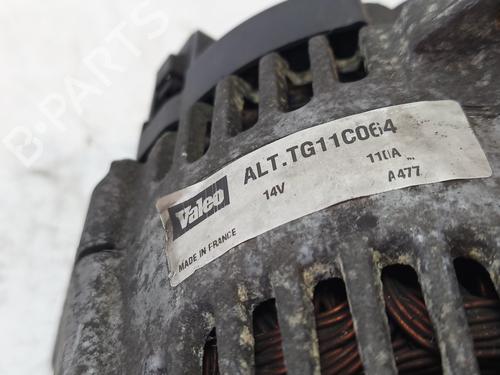 B-PARTS
Valeo ALT.TG11C064
14V 110A
MADE IN FRANCE A477